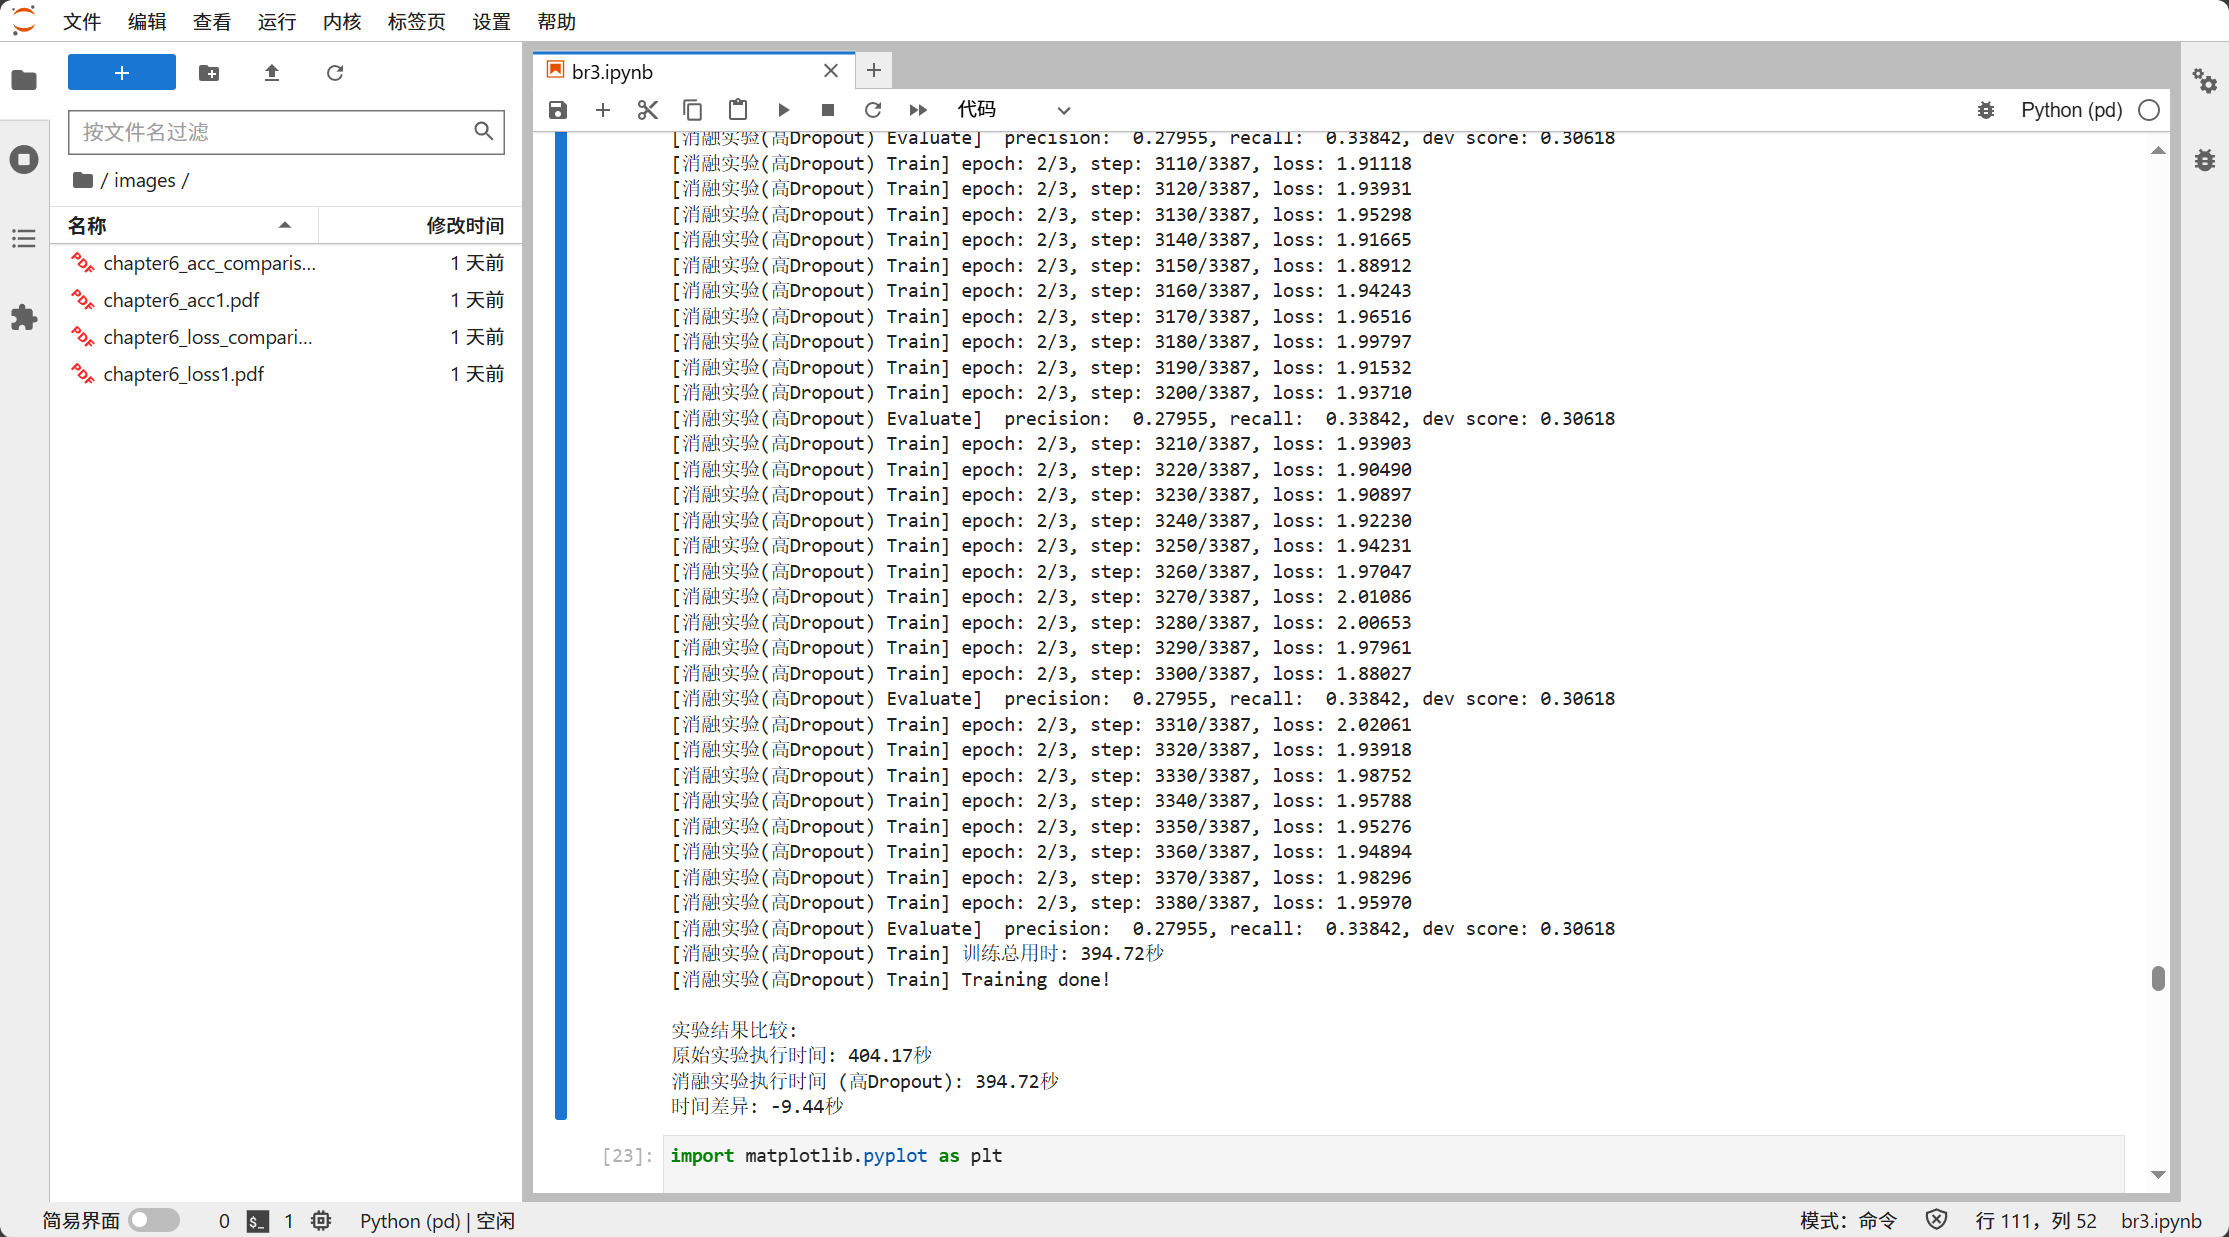 文件 编辑 查看 运行 内核 标签页 设置 帮助
按文件名过滤
/ images /
名称 修改时间
chapter6_acc_comparis... 1 天前
chapter6_acc1.pdf 1 天前
chapter6_loss_compari... 1 天前
chapter6_loss1.pdf 1 天前
br3.ipynb
代码 Python (pd)
[消融实验(高Dropout) Evaluate]  precision:  0.27955, recall:  0.33842, dev score: 0.30618
[消融实验(高Dropout) Train] epoch: 2/3, step: 3110/3387, loss: 1.91118
[消融实验(高Dropout) Train] epoch: 2/3, step: 3120/3387, loss: 1.93931
[消融实验(高Dropout) Train] epoch: 2/3, step: 3130/3387, loss: 1.95298
[消融实验(高Dropout) Train] epoch: 2/3, step: 3140/3387, loss: 1.91665
[消融实验(高Dropout) Train] epoch: 2/3, step: 3150/3387, loss: 1.88912
[消融实验(高Dropout) Train] epoch: 2/3, step: 3160/3387, loss: 1.94243
[消融实验(高Dropout) Train] epoch: 2/3, step: 3170/3387, loss: 1.96516
[消融实验(高Dropout) Train] epoch: 2/3, step: 3180/3387, loss: 1.99797
[消融实验(高Dropout) Train] epoch: 2/3, step: 3190/3387, loss: 1.91532
[消融实验(高Dropout) Train] epoch: 2/3, step: 3200/3387, loss: 1.93710
[消融实验(高Dropout) Evaluate]  precision:  0.27955, recall:  0.33842, dev score: 0.30618
[消融实验(高Dropout) Train] epoch: 2/3, step: 3210/3387, loss: 1.93903
[消融实验(高Dropout) Train] epoch: 2/3, step: 3220/3387, loss: 1.90490
[消融实验(高Dropout) Train] epoch: 2/3, step: 3230/3387, loss: 1.90897
[消融实验(高Dropout) Train] epoch: 2/3, step: 3240/3387, loss: 1.92230
[消融实验(高Dropout) Train] epoch: 2/3, step: 3250/3387, loss: 1.94231
[消融实验(高Dropout) Train] epoch: 2/3, step: 3260/3387, loss: 1.97047
[消融实验(高Dropout) Train] epoch: 2/3, step: 3270/3387, loss: 2.01086
[消融实验(高Dropout) Train] epoch: 2/3, step: 3280/3387, loss: 2.00653
[消融实验(高Dropout) Train] epoch: 2/3, step: 3290/3387, loss: 1.97961
[消融实验(高Dropout) Train] epoch: 2/3, step: 3300/3387, loss: 1.88027
[消融实验(高Dropout) Evaluate]  precision:  0.27955, recall:  0.33842, dev score: 0.30618
[消融实验(高Dropout) Train] epoch: 2/3, step: 3310/3387, loss: 2.02061
[消融实验(高Dropout) Train] epoch: 2/3, step: 3320/3387, loss: 1.93918
[消融实验(高Dropout) Train] epoch: 2/3, step: 3330/3387, loss: 1.98752
[消融实验(高Dropout) Train] epoch: 2/3, step: 3340/3387, loss: 1.95788
[消融实验(高Dropout) Train] epoch: 2/3, step: 3350/3387, loss: 1.95276
[消融实验(高Dropout) Train] epoch: 2/3, step: 3360/3387, loss: 1.94894
[消融实验(高Dropout) Train] epoch: 2/3, step: 3370/3387, loss: 1.98296
[消融实验(高Dropout) Train] epoch: 2/3, step: 3380/3387, loss: 1.95970
[消融实验(高Dropout) Evaluate]  precision:  0.27955, recall:  0.33842, dev score: 0.30618
[消融实验(高Dropout) Train] 训练总用时: 394.72秒
[消融实验(高Dropout) Train] Training done!
实验结果比较:
原始实验执行时间: 404.17秒
消融实验执行时间 (高Dropout): 394.72秒
时间差异: -9.44秒
[23]: import matplotlib.pyplot as plt
简易界面 0 $_ 1 Python (pd) | 空闲 模式: 命令 行 111，列 52 br3.ipynb